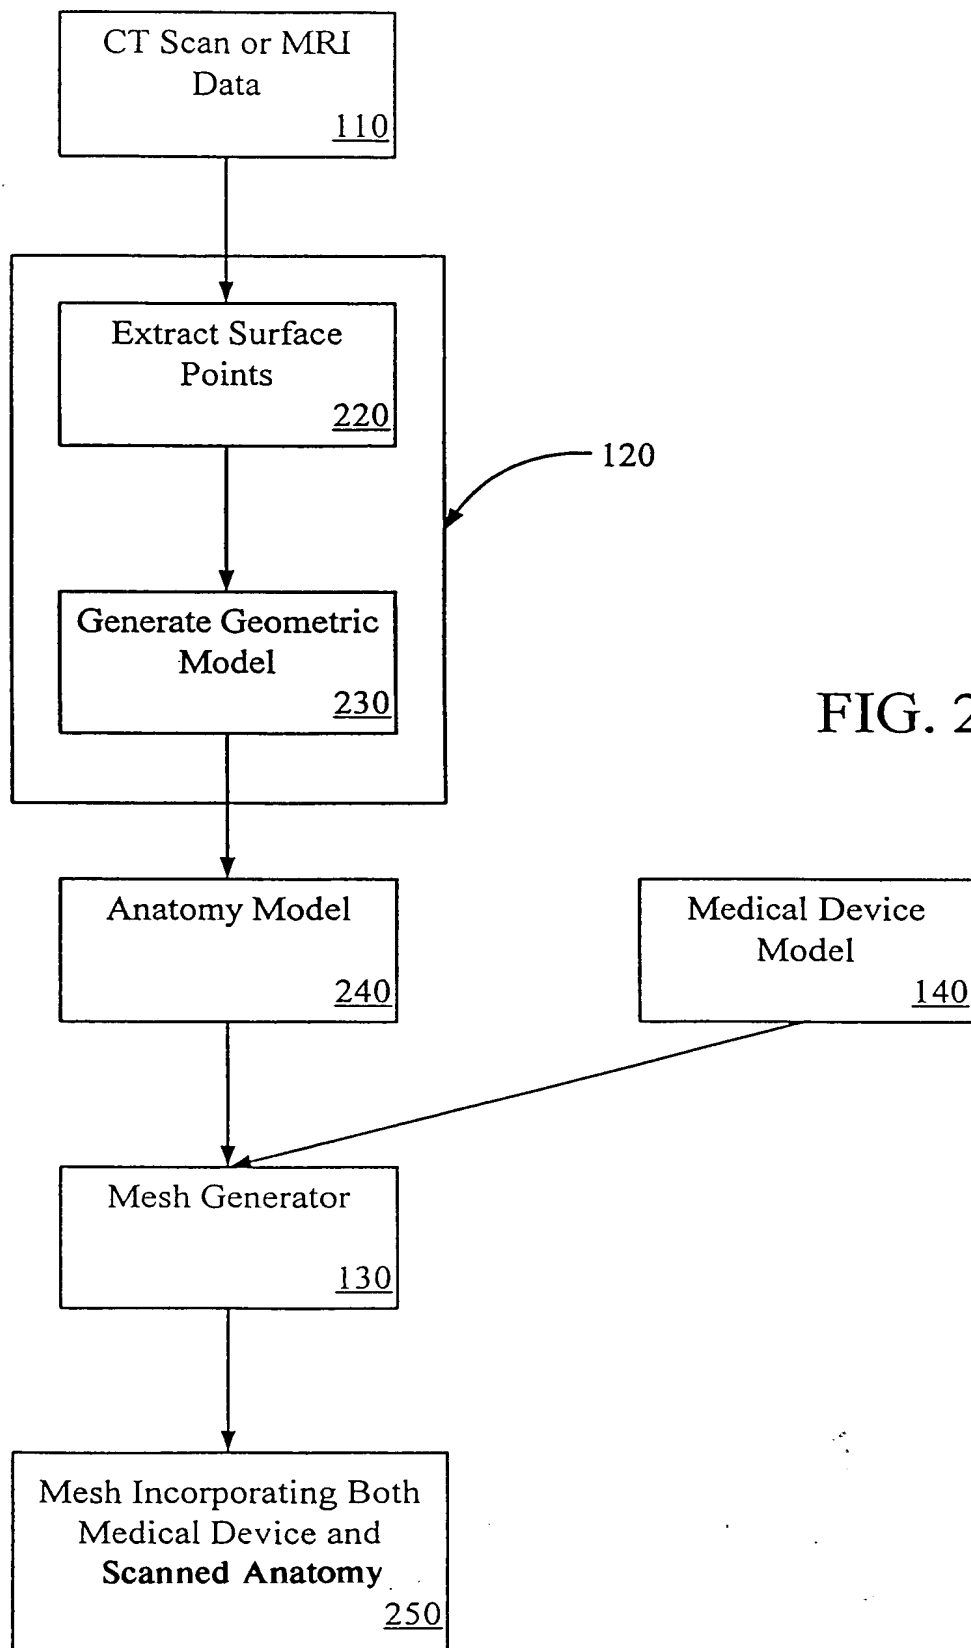 CT Scan or MRI
Data
110
Extract Surface
Points
220
120
Generate Geometric
Model
230
FIG. 2
Anatomy Model
240
Medical Device
Model
140
Mesh Generator
130
Mesh Incorporating Both
Medical Device and
Scanned Anatomy
250